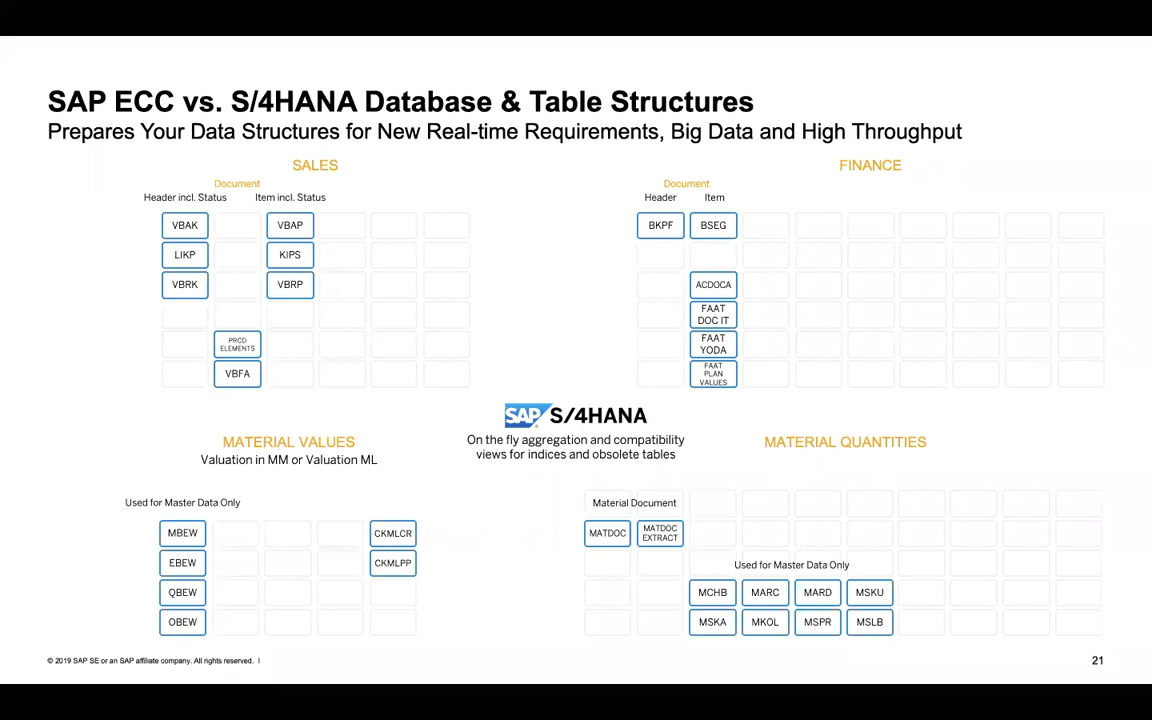 SAP ECC vs. S/4HANA Database & Table Structures
Prepares Your Data Structures for New Real-time Requirements, Big Data and High Throughput
SALES
Document
Header incl. Status
Item incl. Status
VBAK
VBAP
LIKP
KIPS
VBRK
VBRP
PRCD
ELEMENTS
VBFA
FINANCE
Document
Header
Item
BKPF
BSEG
ACDOCA
FAAT
DOC IT
FAAT
YODA
FAAT
PLAN
VALUES
SAP S/4HANA
On the fly aggregation and compatibility
views for indices and obsolete tables
MATERIAL VALUES
Valuation in MM or Valuation ML
Used for Master Data Only
MBEW
CKMLCR
EBEW
CKMLPP
QBEW
OBEW
MATERIAL QUANTITIES
Material Document
MATDOC
MATDOC
EXTRACT
Used for Master Data Only
MCHB
MARC
MARD
MSKU
MSKA
MKOL
MSPR
MSLB
© 2019 SAP SE or an SAP affiliate company. All rights reserved. I
21